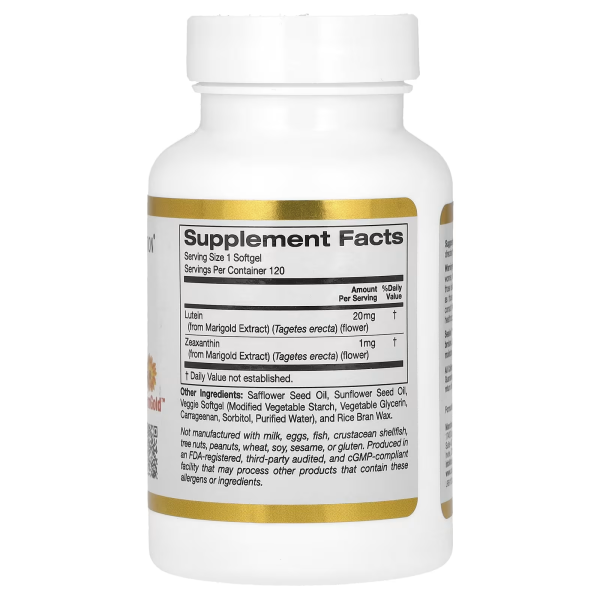 Supplement Facts
Serving Size 1 Softgel
Servings Per Container 120
Amount Per Serving
%Daily Value
Lutein 20mg †
(from Marigold Extract) (Tagetes erecta) (flower)
Zeaxanthin 1mg †
(from Marigold Extract) (Tagetes erecta) (flower)
† Daily Value not established.
Other Ingredients: Safflower Seed Oil, Sunflower Seed Oil,
Veggie Softgel (Modified Vegetable Starch, Vegetable Glycerin,
Carrageenan, Sorbitol, Purified Water), and Rice Bran Wax.
Not manufactured with milk, eggs, fish, crustacean shellfish,
tree nuts, peanuts, wheat, soy, sesame, or gluten. Produced in
an FDA-registered, third-party audited, and cGMP-compliant
facility that may process other products that contain these
allergens or ingredients.